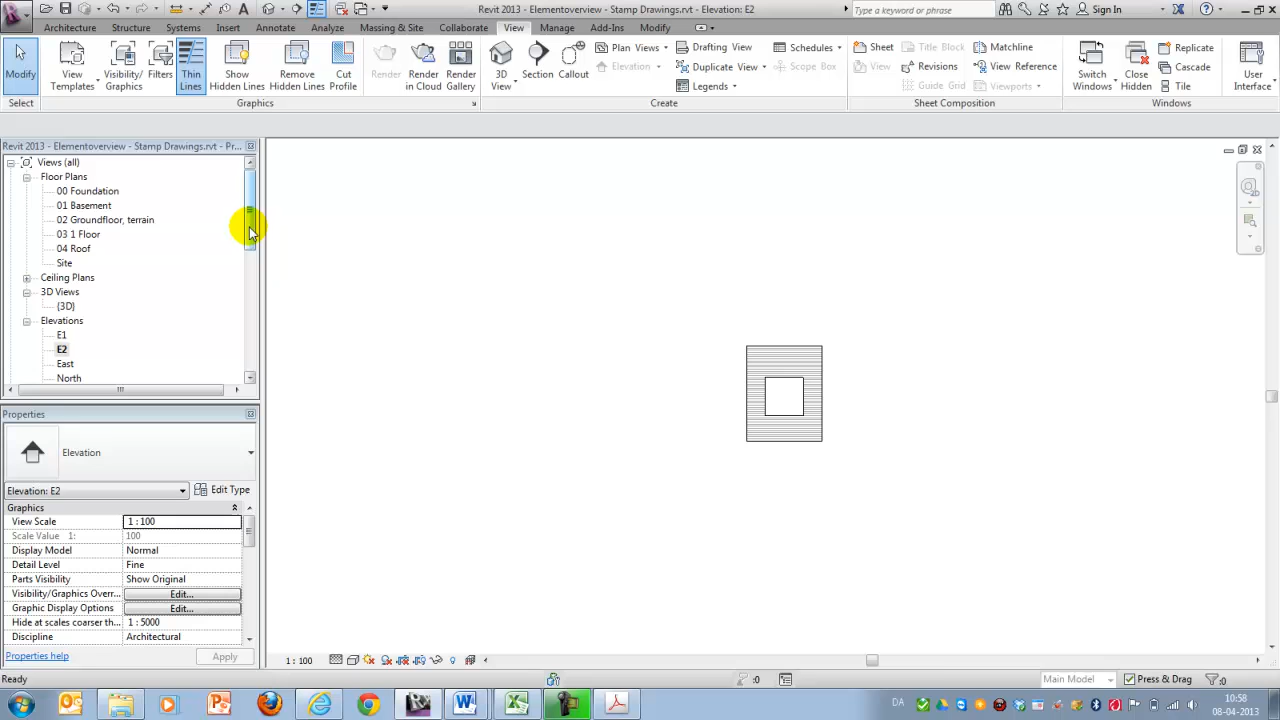 Revit 2013 - Elementoverview - Stamp Drawings.rvt - Elevation: E2
Type a keyword or phrase
Sign In
Architecture Structure Systems Insert Annotate Analyze Massing & Site Collaborate View Manage Add-Ins Modify
Modify
View Templates
Visibility/ Graphics
Filters
Thin Lines
Show Hidden Lines
Remove Hidden Lines
Cut Profile
Render
Render in Cloud
Render Gallery
3D View
Section
Callout
Plan Views
Elevation
Drafting View
Duplicate View
Legends
Schedules
Scope Box
Sheet
View
Title Block
Revisions
Guide Grid
Matchline
View Reference
Viewports
Switch Windows
Close Hidden
Replicate
Cascade
Tile
User Interface
Select Graphics Create Sheet Composition Windows
Revit 2013 - Elementoverview - Stamp Drawings.rvt - Pr...
Views (all)
Floor Plans
00 Foundation
01 Basement
02 Groundfloor, terrain
03 1 Floor
04 Roof
Site
Ceiling Plans
3D Views
{3D}
Elevations
E1
E2
East
North
Properties
Elevation
Elevation: E2 Edit Type
Graphics
View Scale 1 : 100
Scale Value 1: 100
Display Model Normal
Detail Level Fine
Parts Visibility Show Original
Visibility/Graphics Overr... Edit...
Graphic Display Options Edit...
Hide at scales coarser th... 1 : 5000
Discipline Architectural
Properties help Apply
1 : 100
Ready
:0
Main Model
Press & Drag
:0
DA
10:58
08-04-2013